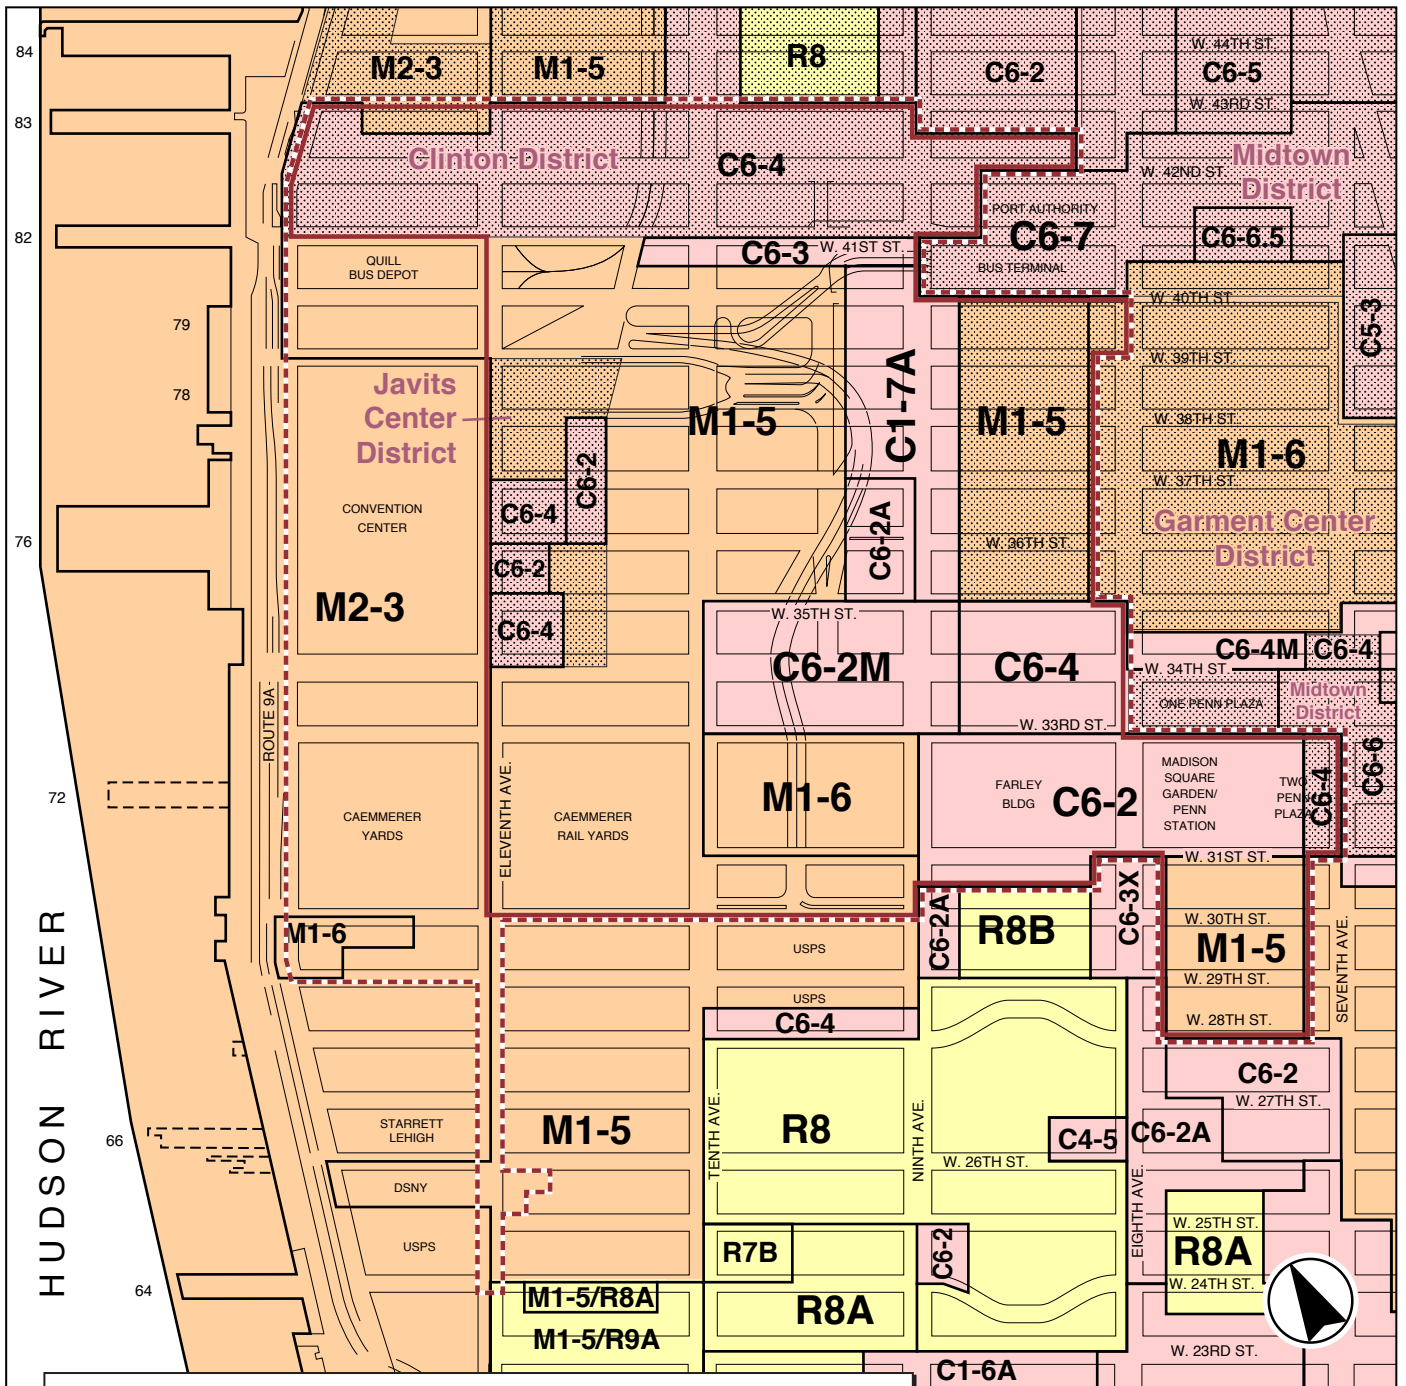 84
M2-3
M1-5
R8
C6-2
W. 44TH ST.
C6-5
W. 43RD ST.
83
Clinton District
C6-4
Midtown
District
W. 42ND ST.
PORT AUTHORITY
C6-7
BUS TERMINAL
C6-6.5
82
QUILL
BUS DEPOT
C6-3
W. 41ST ST.
W. 40TH ST.
C5-3
79
W. 39TH ST.
78
Javits
Center
District
M1-5
C1-7A
M1-5
W. 38TH ST.
M1-6
W. 37TH ST.
C6-2
C6-4
CONVENTION
CENTER
C6-2A
Garment Center
District
76
W. 36TH ST.
C6-2
M2-3
C6-4
W. 35TH ST.
C6-2M
C6-4
C6-4M
C6-4
W. 34TH ST.
ONE PENN PLAZA
Midtown
District
ROUTE 9A
W. 33RD ST.
72
CAEMMERER
YARDS
ELEVENTH AVE.
CAEMMERER
RAIL YARDS
M1-6
FARLEY
BLDG
C6-2
MADISON
SQUARE
GARDEN/
PENN
STATION
TWO
PENN
PLAZA
C6-4
C6-6
W. 31ST ST.
HUDSON RIVER
M1-6
USPS
C6-2A
R8B
C6-3X
W. 30TH ST.
M1-5
W. 29TH ST.
SEVENTH AVE.
USPS
C6-4
W. 28TH ST.
C6-2
W. 27TH ST.
66
STARRETT
LEHIGH
M1-5
TENTH AVE.
R8
NINTH AVE.
C4-5
C6-2A
W. 26TH ST.
DSNY
EIGHTH AVE.
USPS
R7B
C6-2
W. 25TH ST.
R8A
W. 24TH ST.
64
M1-5/R8A
R8A
M1-5/R9A
W. 23RD ST.
C1-6A